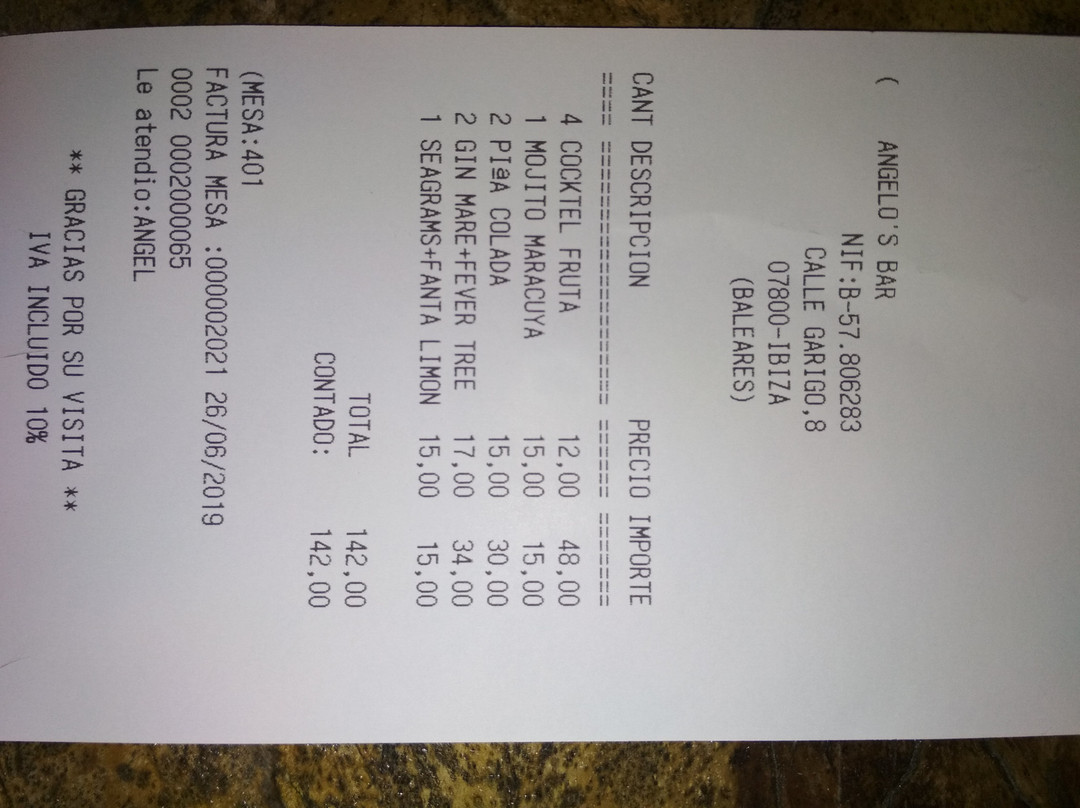 (    ANGELO'S BAR
NIF:B-57.806283
CALLE GARIGO,8
07800-IBIZA
(BALEARES)
CANT DESCRIPCION PRECIO IMPORTE
==== ==================== ====== =======
4 COCKTEL FRUTA 12,00 48,00
1 MOJITO MARACUYA 15,00 15,00
2 PIªA COLADA 15,00 30,00
2 GIN MARE+FEVER TREE 17,00 34,00
1 SEAGRAMS+FANTA LIMON 15,00 15,00
TOTAL 142,00
CONTADO: 142,00
(MESA:401
FACTURA MESA :000002021 26/06/2019
0002 0002000065
Le atendio:ANGEL
** GRACIAS POR SU VISITA **
IVA INCLUIDO 10%